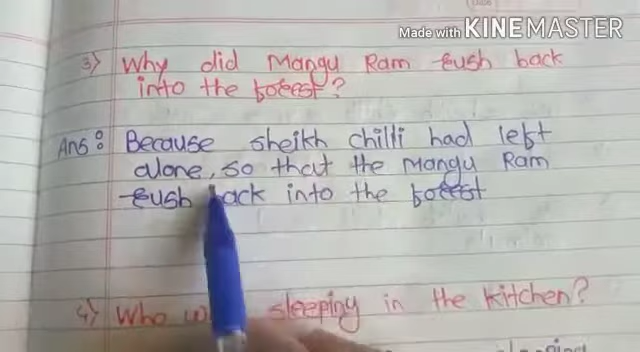 Made with KINEMASTER
3) Why did Mangu Ram rush back
into the forest?
Ans: Because sheikh chilli had left
alone, so that the Mangu Ram
rush back into the forest
4) Who sleeping in the kitchen?